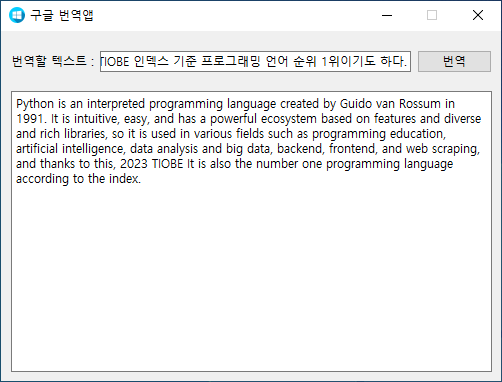 구글 번역앱
번역할 텍스트 : TIOBE 인덱스 기준 프로그래밍 언어 순위 1위이기도 하다. 번역
Python is an interpreted programming language created by Guido van Rossum in
1991. It is intuitive, easy, and has a powerful ecosystem based on features and diverse
and rich libraries, so it is used in various fields such as programming education,
artificial intelligence, data analysis and big data, backend, frontend, and web scraping,
and thanks to this, 2023 TIOBE It is also the number one programming language
according to the index.